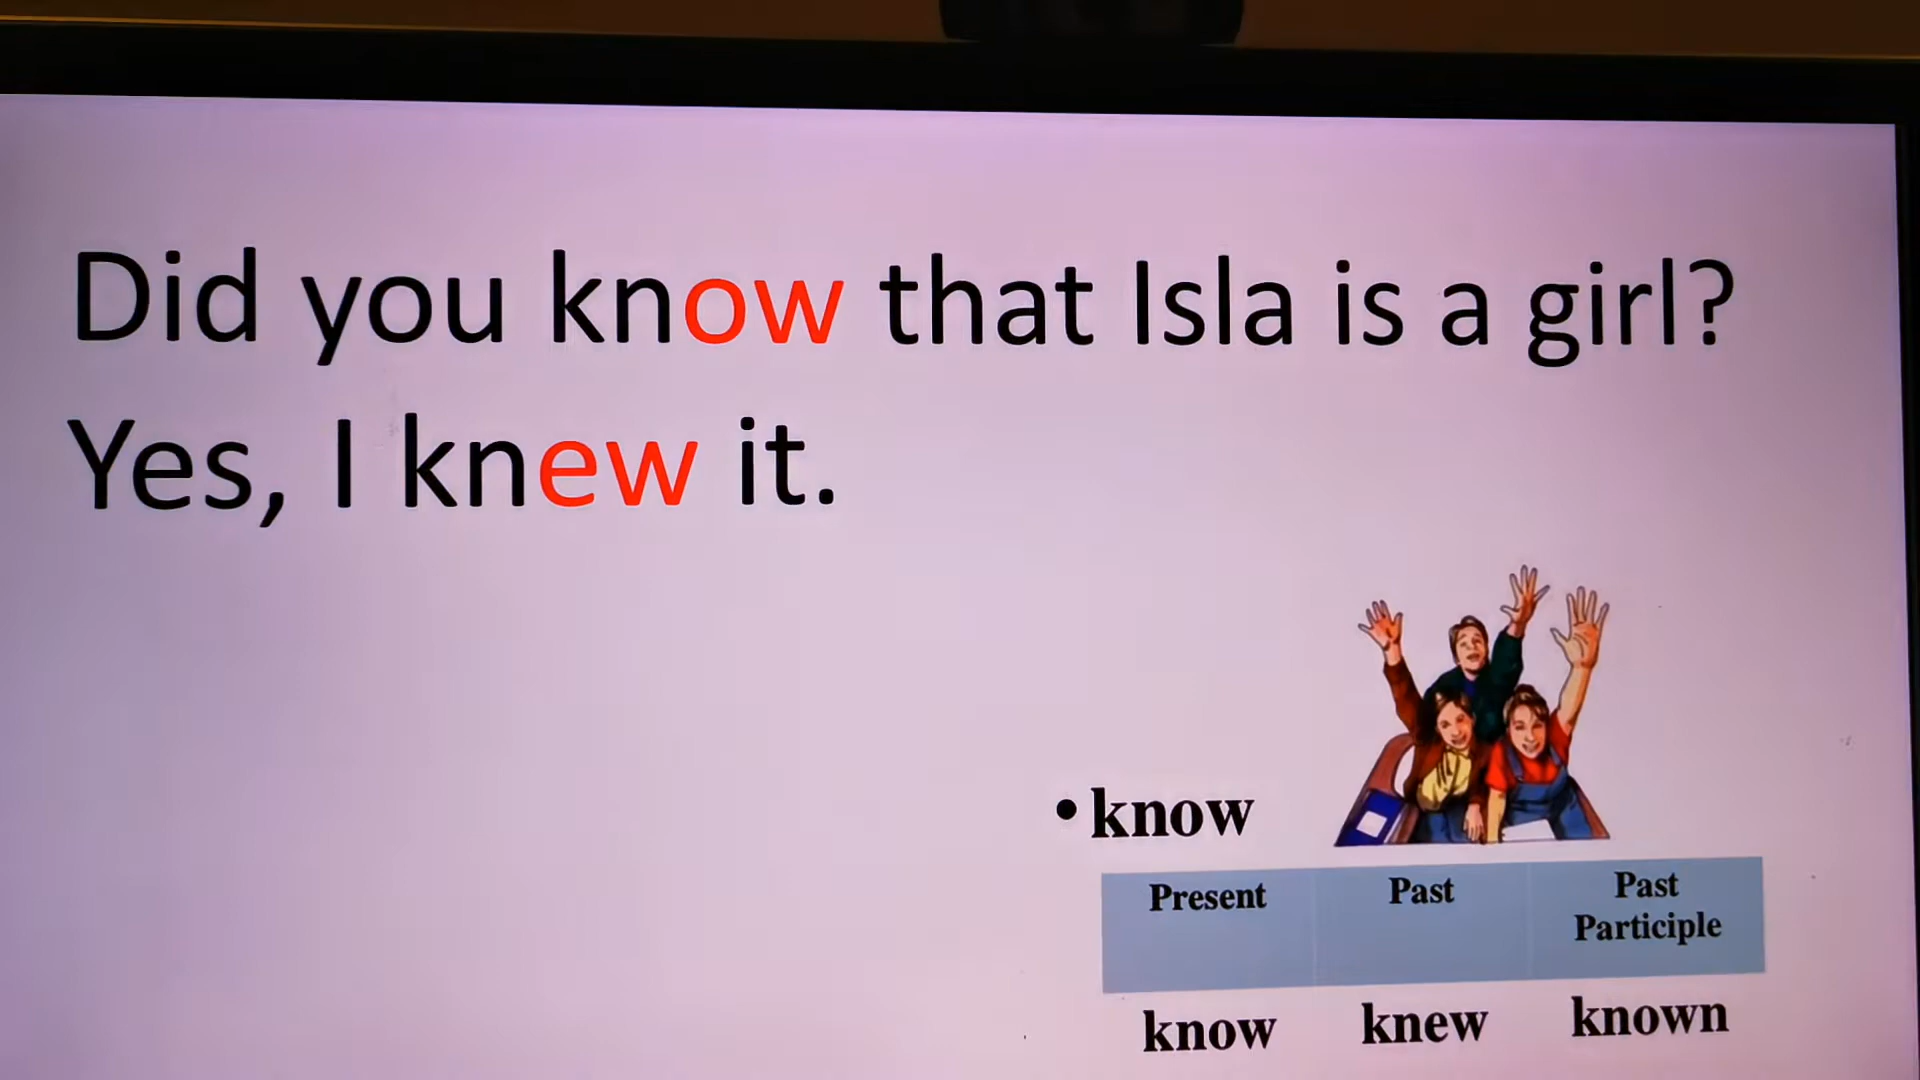 Did you know that Isla is a girl?
Yes, I knew it.
• know
Present Past Past Participle
know knew known